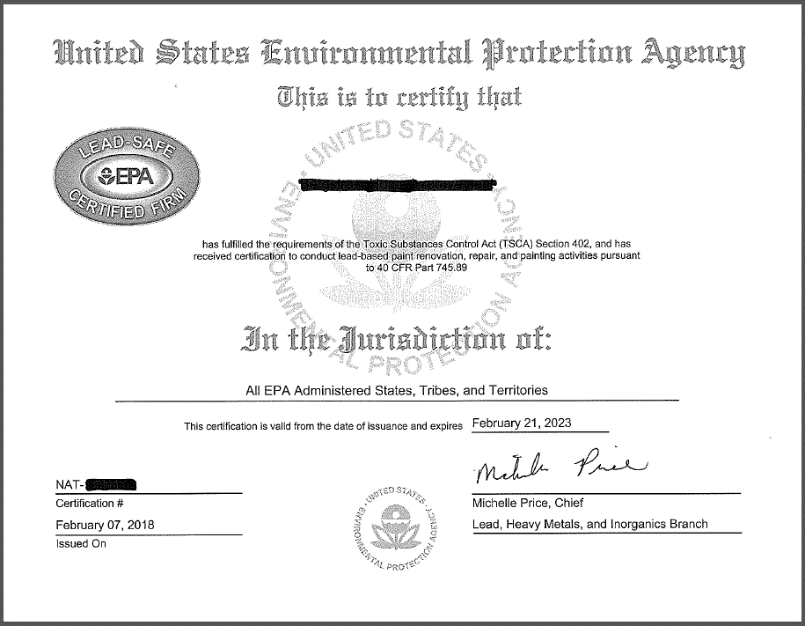 United States Environmental Protection Agency
This is to certify that
LEAD-SAFE
EPA
CERTIFIED FIRM
UNITED STATES
ENVIRONMENTAL PROTECTION AGENCY
has fulfilled the requirements of the Toxic Substances Control Act (TSCA) Section 402, and has
received certification to conduct lead-based paint renovation, repair, and painting activities pursuant
to 40 CFR Part 745.89
In the Jurisdiction of:
All EPA Administered States, Tribes, and Territories
This certification is valid from the date of issuance and expires February 21, 2023
Michelle Price
NAT-
Certification #
February 07, 2018
Issued On
UNITED STATES
ENVIRONMENTAL PROTECTION AGENCY
Michelle Price, Chief
Lead, Heavy Metals, and Inorganics Branch